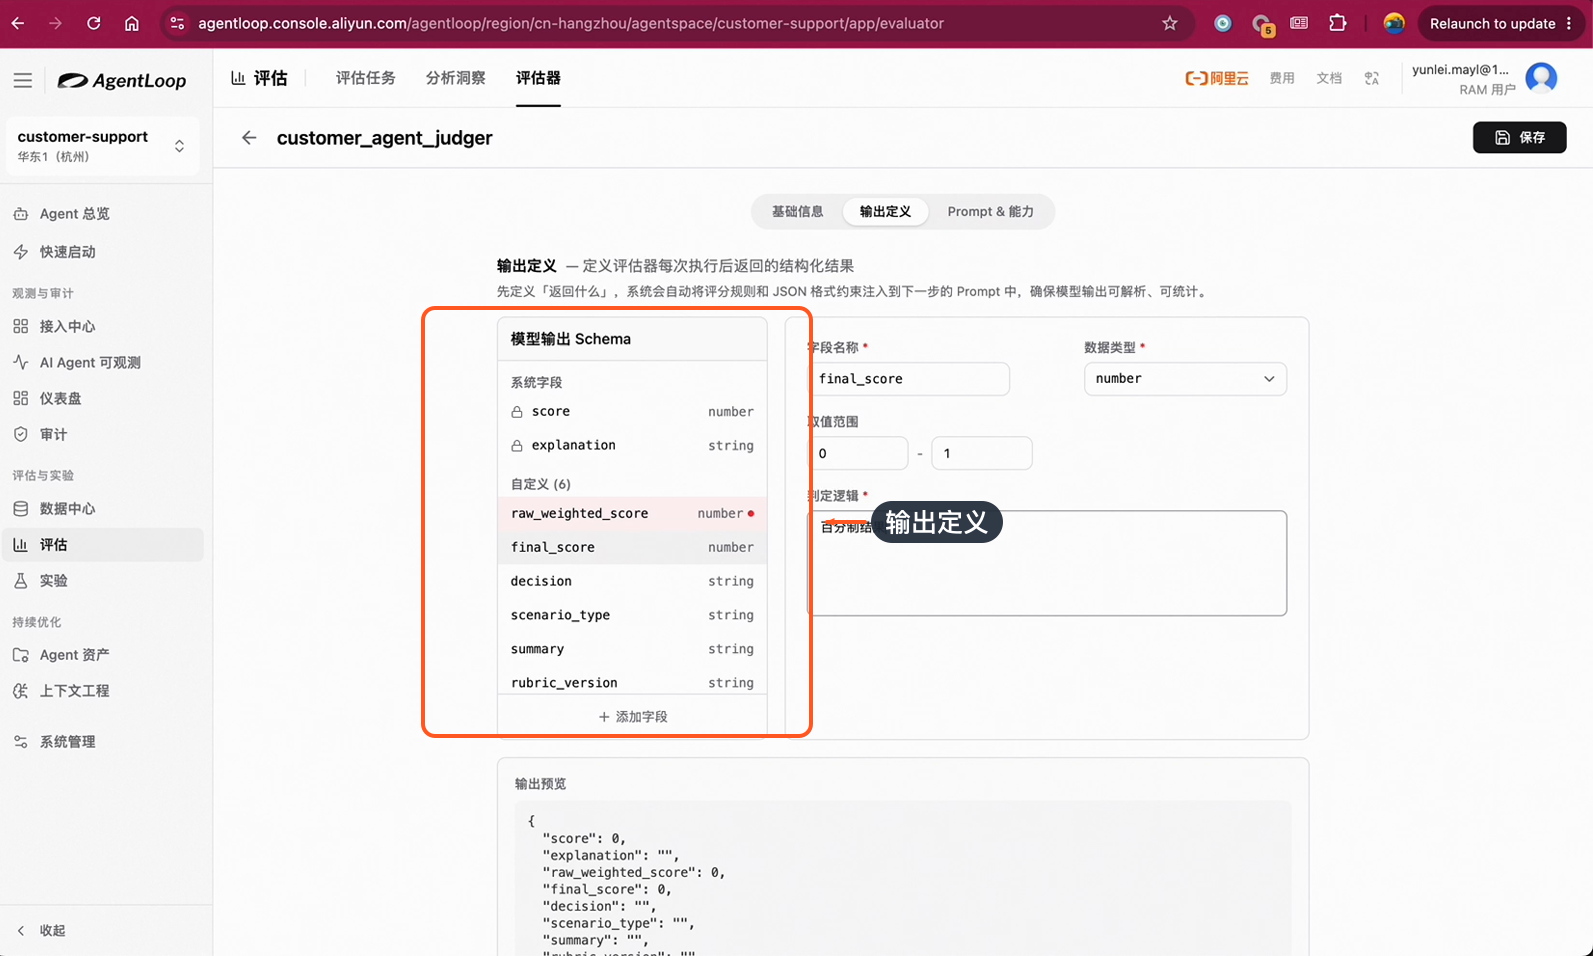 agentloop.console.aliyun.com/agentloop/region/cn-hangzhou/agentspace/customer-support/app/evaluator
5
Relaunch to update
AgentLoop
评估
评估任务
分析洞察
评估器
阿里云
费用
文档
yunlei.mayl@1...
RAM 用户
customer-support
华东1（杭州）
customer_agent_judger
保存
Agent 总览
快速启动
观测与审计
接入中心
AI Agent 可观测
仪表盘
审计
评估与实验
数据中心
评估
实验
持续优化
Agent 资产
上下文工程
系统管理
收起
基础信息
输出定义
Prompt & 能力
输出定义 — 定义评估器每次执行后返回的结构化结果
先定义「返回什么」，系统会自动将评分规则和 JSON 格式约束注入到下一步的 Prompt 中，确保模型输出可解析、可统计。
模型输出 Schema
系统字段
score number
explanation string
自定义 (6)
raw_weighted_score number
final_score number
decision string
scenario_type string
summary string
rubric_version string
+ 添加字段
字段名称 *
final_score
数据类型 *
number
取值范围
0 - 1
判定逻辑 *
百分制结
输出定义
输出预览
{
"score": 0,
"explanation": "",
"raw_weighted_score": 0,
"final_score": 0,
"decision": "",
"scenario_type": "",
"summary": "",
"rubric_version": ""